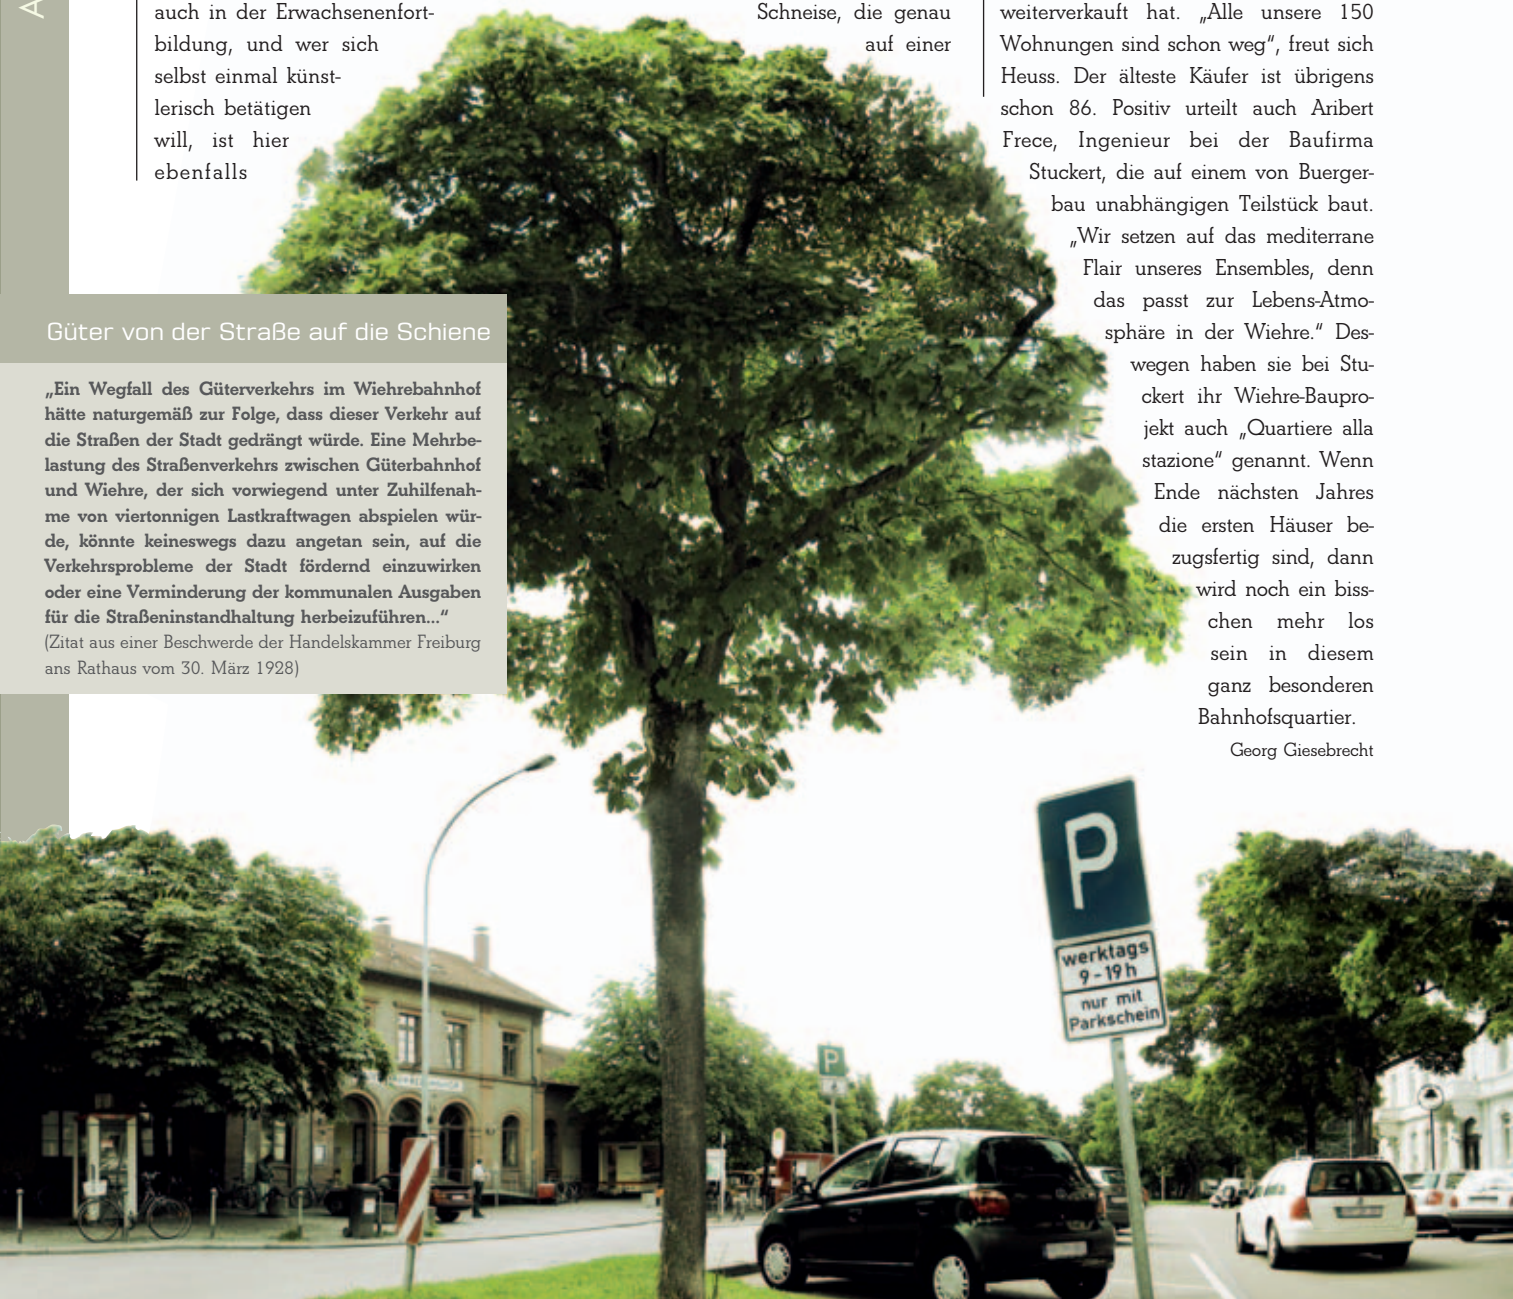 A
auch in der Erwachsenenfort-
bildung, und wer sich
selbst einmal künst-
lerisch betätigen
will, ist hier
ebenfalls
Schneise, die genau
auf einer
weiterverkauft hat. „Alle unsere 150
Wohnungen sind schon weg“, freut sich
Heuss. Der älteste Käufer ist übrigens
schon 86. Positiv urteilt auch Aribert
Frece, Ingenieur bei der Baufirma
Stuckert, die auf einem von Buerger-
bau unabhängigen Teilstück baut.
„Wir setzen auf das mediterrane
Flair unseres Ensembles, denn
das passt zur Lebens-Atmo-
sphäre in der Wiehre.“ Des-
wegen haben sie bei Stu-
ckert ihr Wiehre-Baupro-
jekt auch „Quartiere alla
stazione“ genannt. Wenn
Ende nächsten Jahres
die ersten Häuser be-
zugsfertig sind, dann
wird noch ein biss-
chen mehr los
sein in diesem
ganz besonderen
Bahnhofsquartier.
Georg Giesebrecht
Güter von der Straße auf die Schiene
„Ein Wegfall des Güterverkehrs im Wiehrebahnhof
hätte naturgemäß zur Folge, dass dieser Verkehr auf
die Straßen der Stadt gedrängt würde. Eine Mehrbe-
lastung des Straßenverkehrs zwischen Güterbahnhof
und Wiehre, der sich vorwiegend unter Zuhilfenah-
me von viertonnigen Lastkraftwagen abspielen wür-
de, könnte keineswegs dazu angetan sein, auf die
Verkehrsprobleme der Stadt fördernd einzuwirken
oder eine Verminderung der kommunalen Ausgaben
für die Straßeninstandhaltung herbeizuführen...“
(Zitat aus einer Beschwerde der Handelskammer Freiburg
ans Rathaus vom 30. März 1928)
P
werktags
9-19 h
nur mit
Parkschein
P